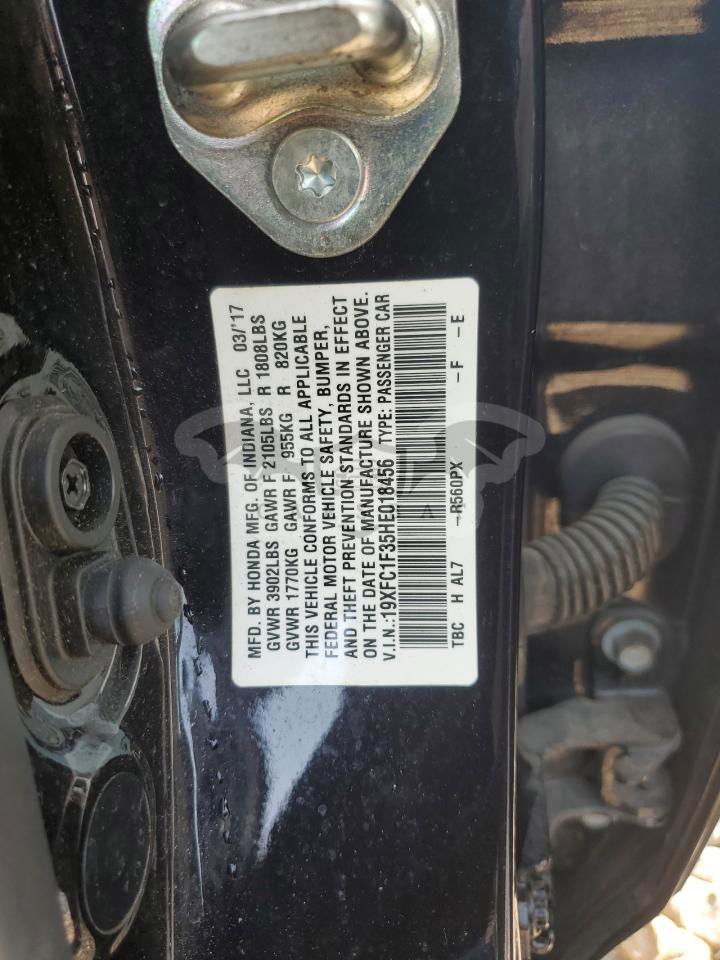 MFD. BY HONDA MFG. OF INDIANA, LLC 03/'17
GVWR 3902LBS GAWR F 2105LBS R 1808LBS
GVWR 1770KG GAWR F 955KG R 820KG
THIS VEHICLE CONFORMS TO ALL APPLICABLE
FEDERAL MOTOR VEHICLE SAFETY, BUMPER,
AND THEFT PREVENTION STANDARDS IN EFFECT
ON THE DATE OF MANUFACTURE SHOWN ABOVE.
V.I.N.:19XFC1F35HE018456 TYPE: PASSENGER CAR
A
TBC H AL7 –R560PX –F –E